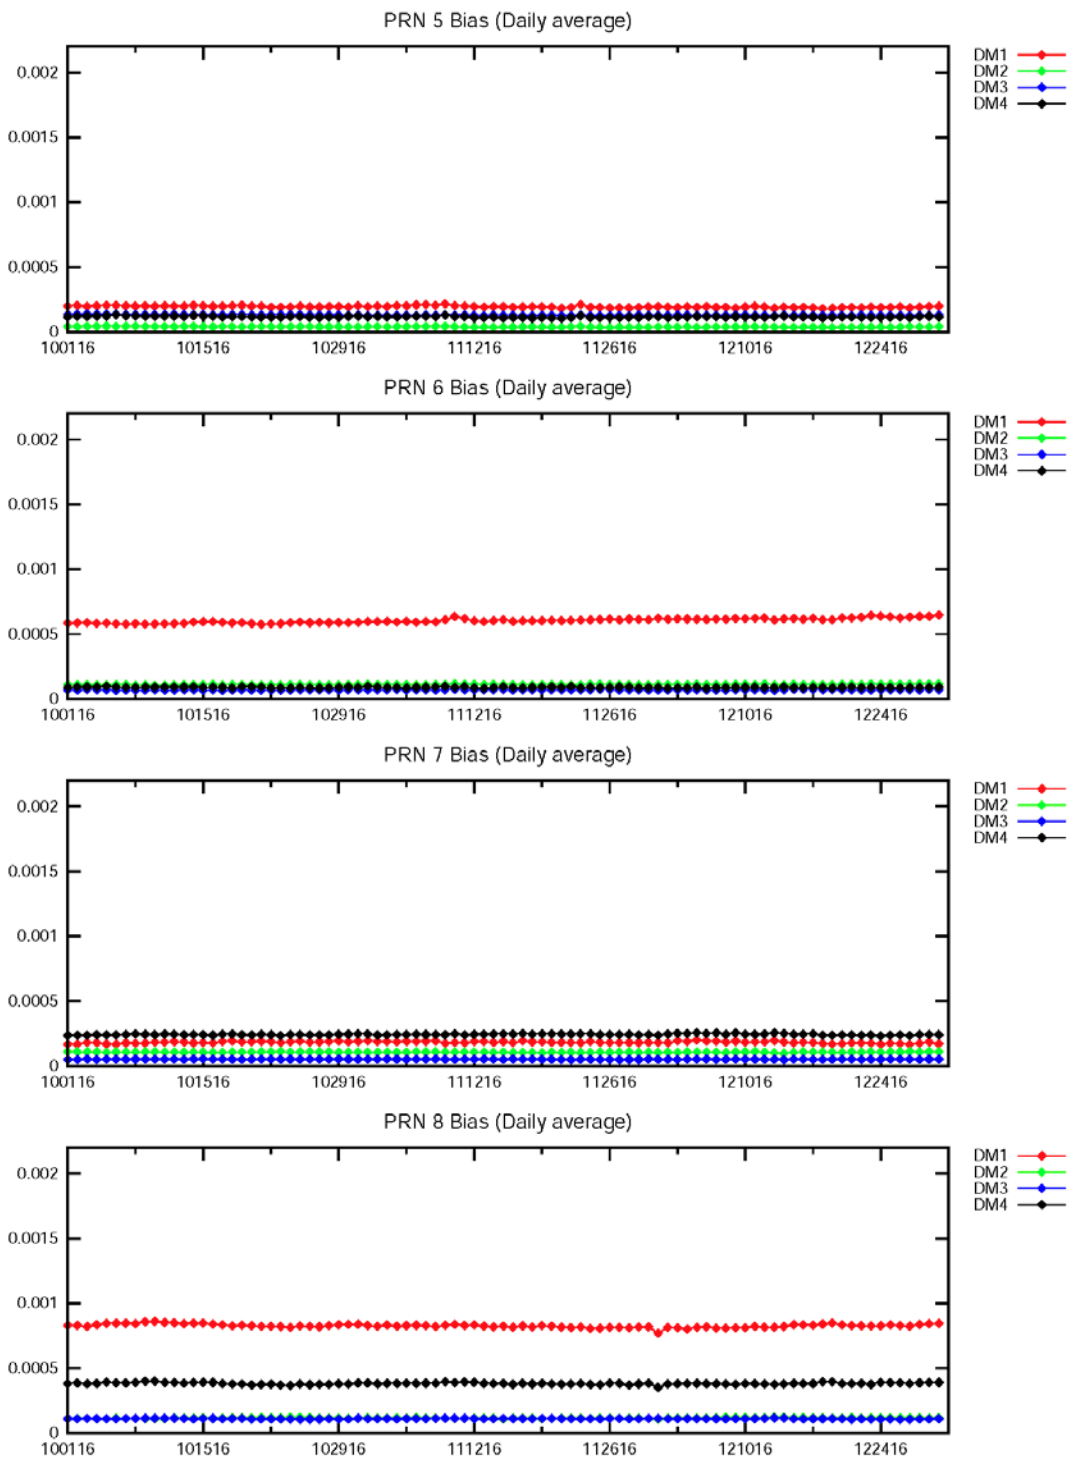 PRN 5 Bias (Daily average)
DM1
DM2
DM3
DM4
0.002
0.0015
0.001
0.0005
0
100116 101516 102916 111216 112616 121016 122416
PRN 6 Bias (Daily average)
DM1
DM2
DM3
DM4
0.002
0.0015
0.001
0.0005
0
100116 101516 102916 111216 112616 121016 122416
PRN 7 Bias (Daily average)
DM1
DM2
DM3
DM4
0.002
0.0015
0.001
0.0005
0
100116 101516 102916 111216 112616 121016 122416
PRN 8 Bias (Daily average)
DM1
DM2
DM3
DM4
0.002
0.0015
0.001
0.0005
0
100116 101516 102916 111216 112616 121016 122416